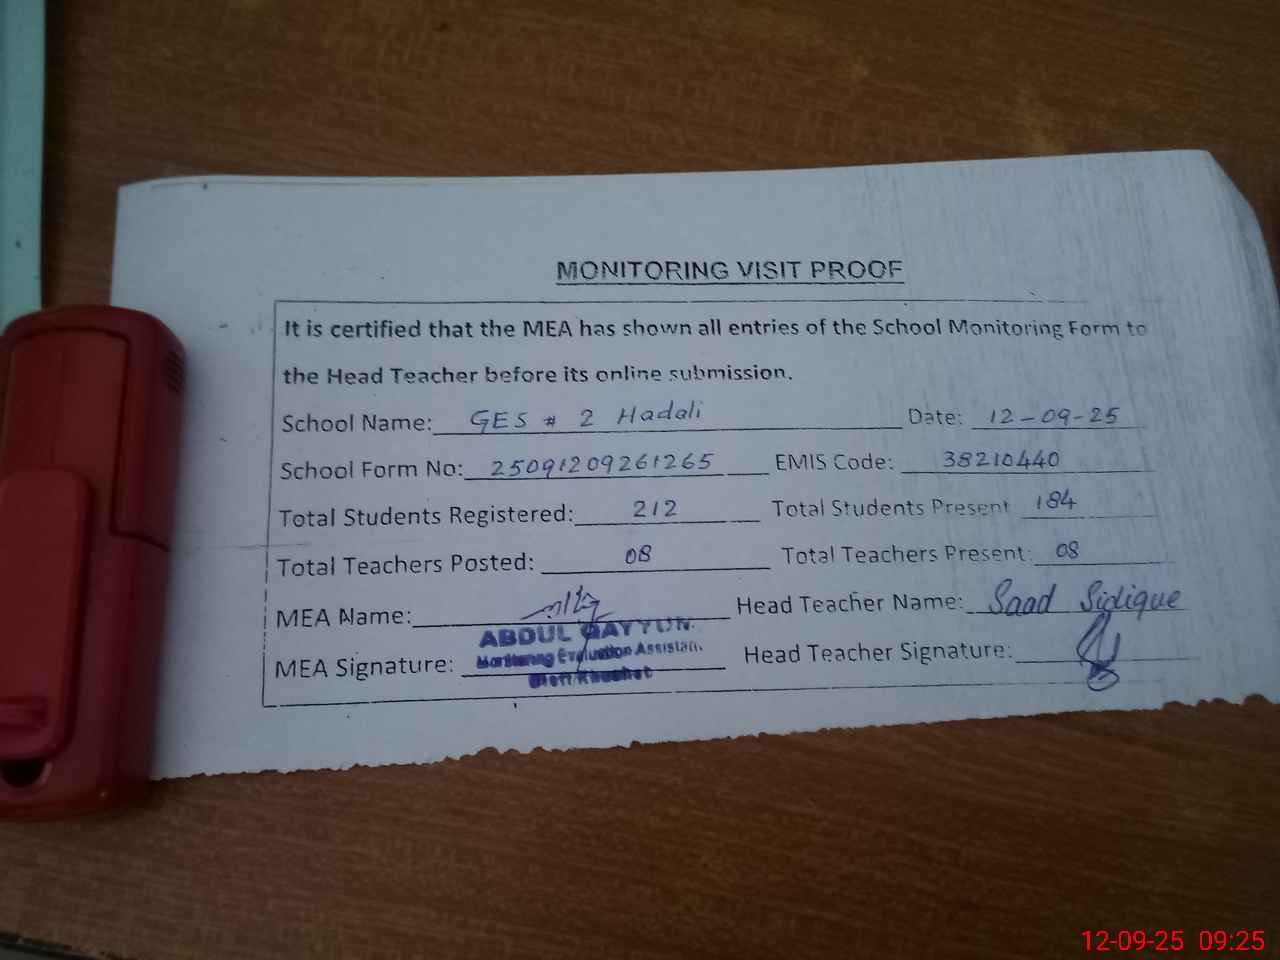 MONITORING VISIT PROOF
It is certified that the MEA has shown all entries of the School Monitoring Form to
the Head Teacher before its online submission.
School Name: GES # 2 Hadali Date: 12-09-25
School Form No: 25091209261265 EMIS Code: 38210440
Total Students Registered: 212 Total Students Present 184
Total Teachers Posted: 08 Total Teachers Present: 08
MEA Name: Head Teacher Name: Saad Sidique
ABDUL QAYYUM
MEA Signature: Head Teacher Signature:
Monitoring Evaluation Assistant
Distt Khushab
12-09-25 09:25